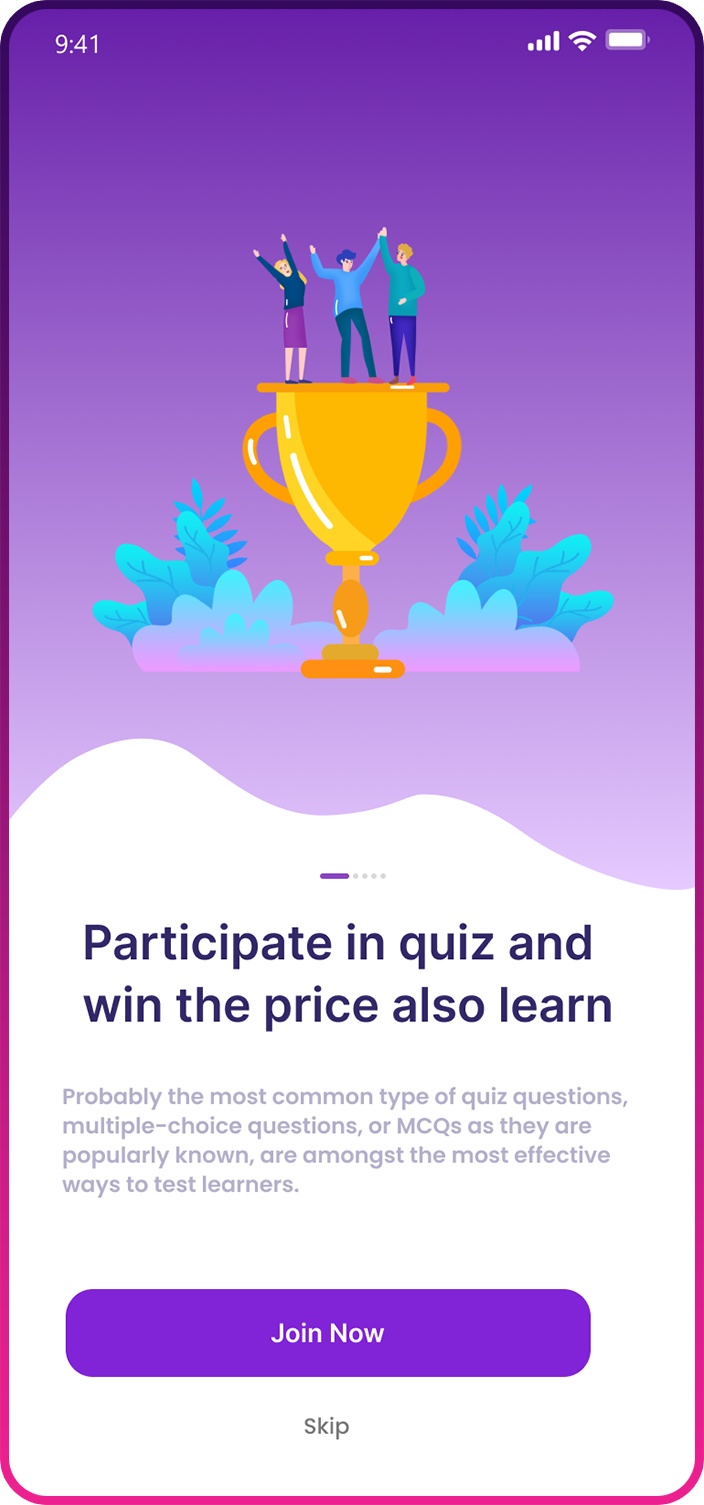 9:41
Participate in quiz and
win the price also learn
Probably the most common type of quiz questions,
multiple-choice questions, or MCQs as they are
popularly known, are amongst the most effective
ways to test learners.
Join Now
Skip